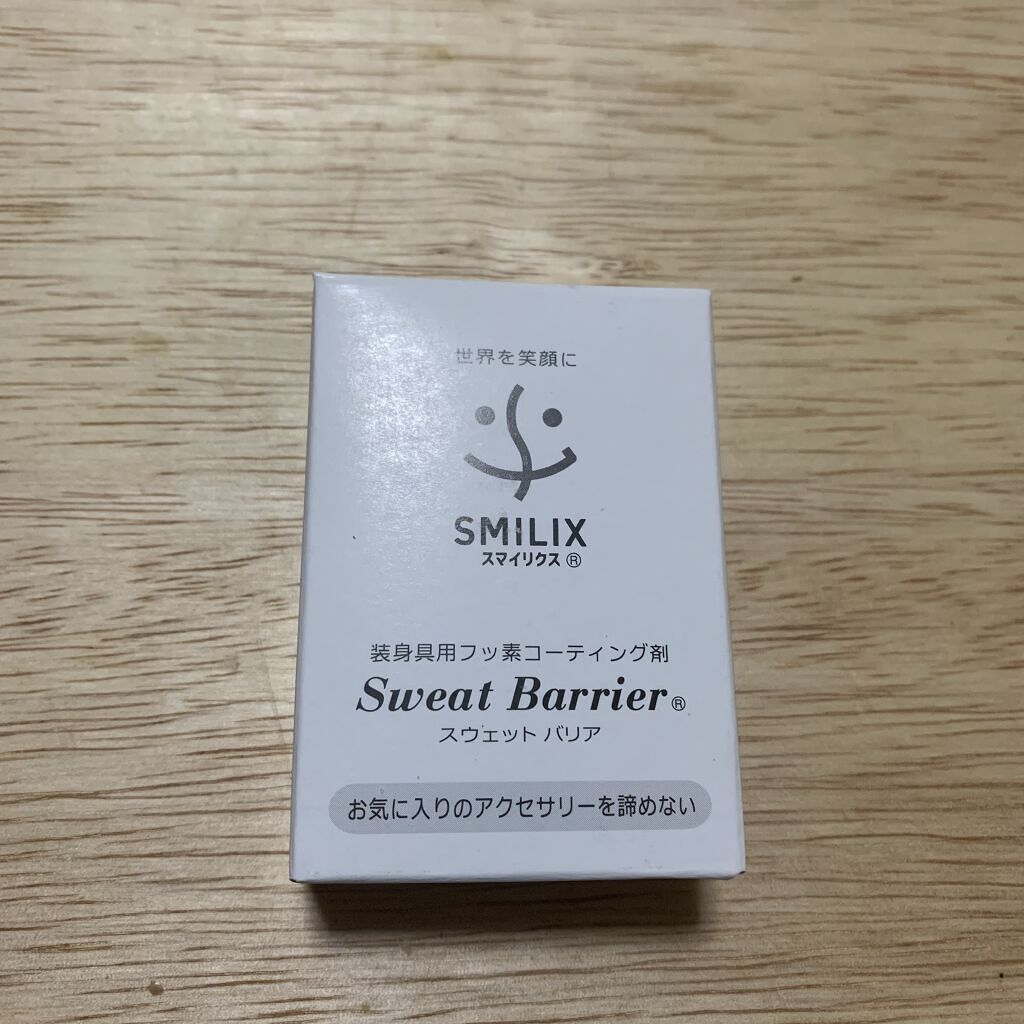 世界を笑顔に
SMILIX
スマイリクス®
装身具用フッ素コーティング剤
Sweat Barrier®
スウェット バリア
お気に入りのアクセサリーを諦めない